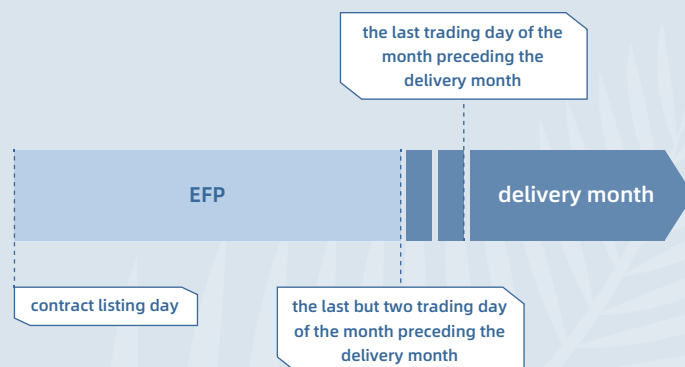 the last trading day of the
month preceding the
delivery month
EFP
delivery month
contract listing day
the last but two trading day
of the month preceding the
delivery month